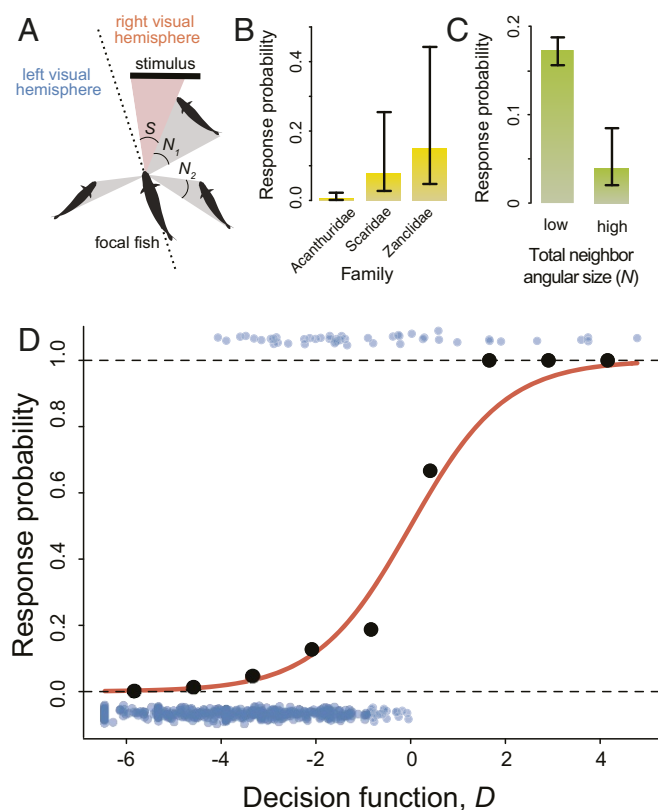 A
right visual
hemisphere
left visual
hemisphere
stimulus
S
N1
N2
focal fish
B
Response probability
0.4
0.2
0.0
Acanthuridae
Scaridae
Zanclidae
Family
C
Response probability
0.2
0.1
0
low
high
Total neighbor
angular size (N)
D
Response probability
1.0
0.8
0.6
0.4
0.2
0.0
-6
-4
-2
0
2
4
Decision function, D